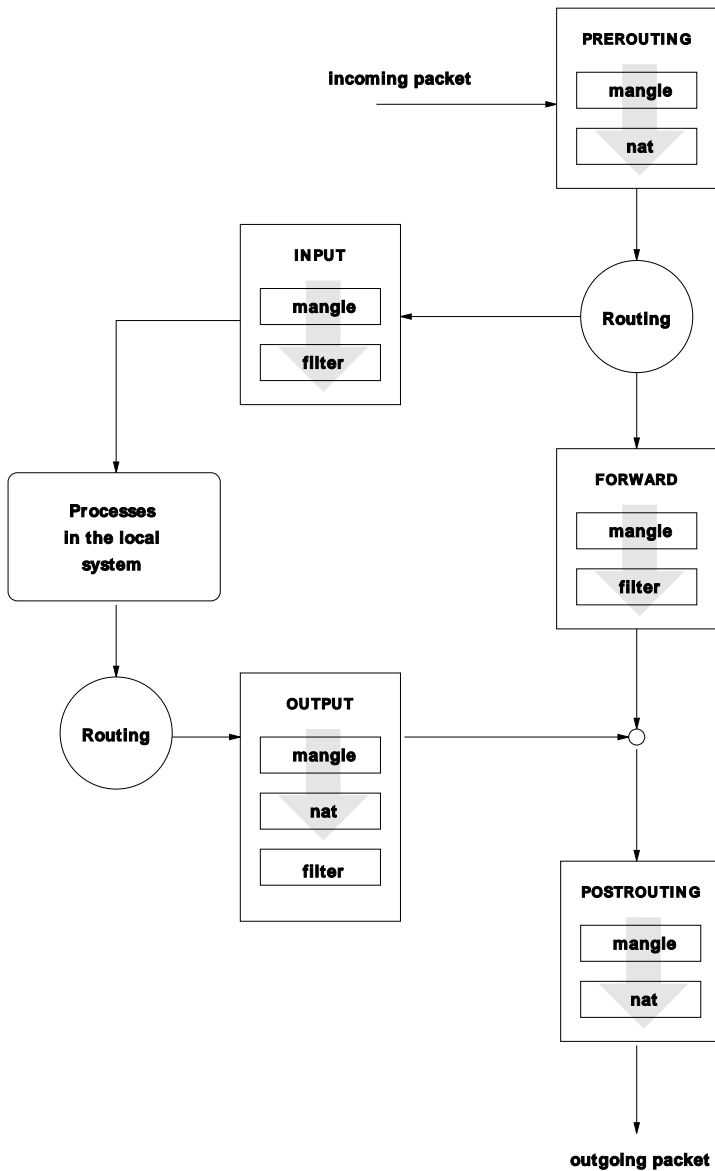 PREROUTING
incoming packet
mangle
nat
INPUT
mangle
filter
Routing
Processes
in the local
system
FORWARD
mangle
filter
Routing
OUTPUT
mangle
nat
filter
POSTROUTING
mangle
nat
outgoing packet